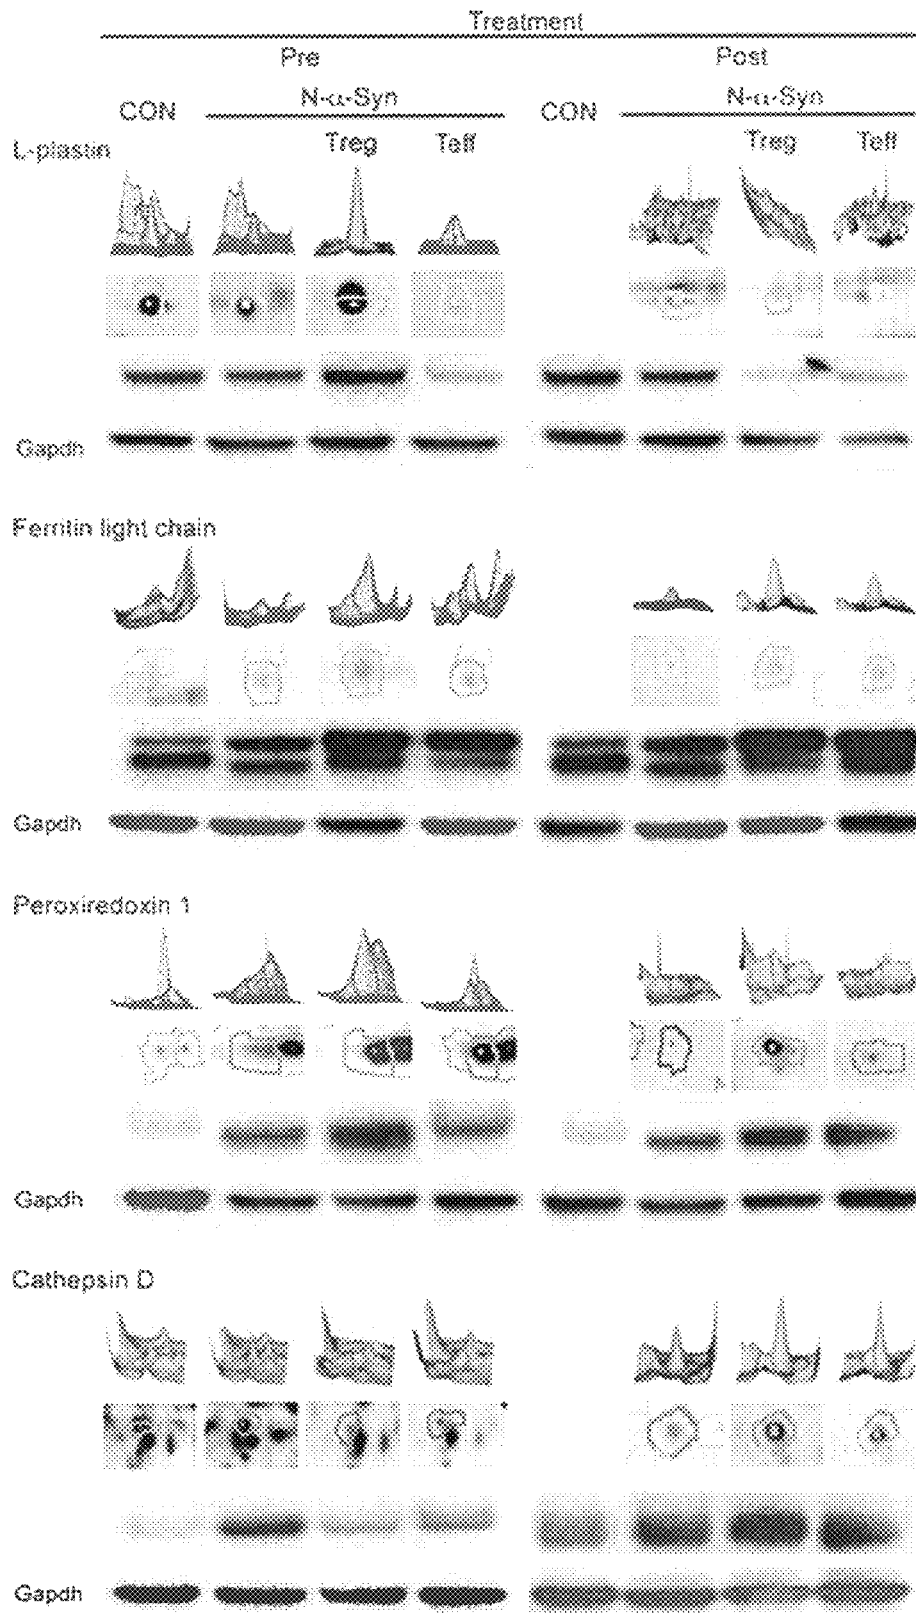 Treatment
Pre Post
CON N-α-Syn CON N-α-Syn
L-plastin Treg Teff Treg Teff
Gapdh
Ferritin light chain
Gapdh
Peroxiredoxin 1
Gapdh
Cathepsin D
Gapdh